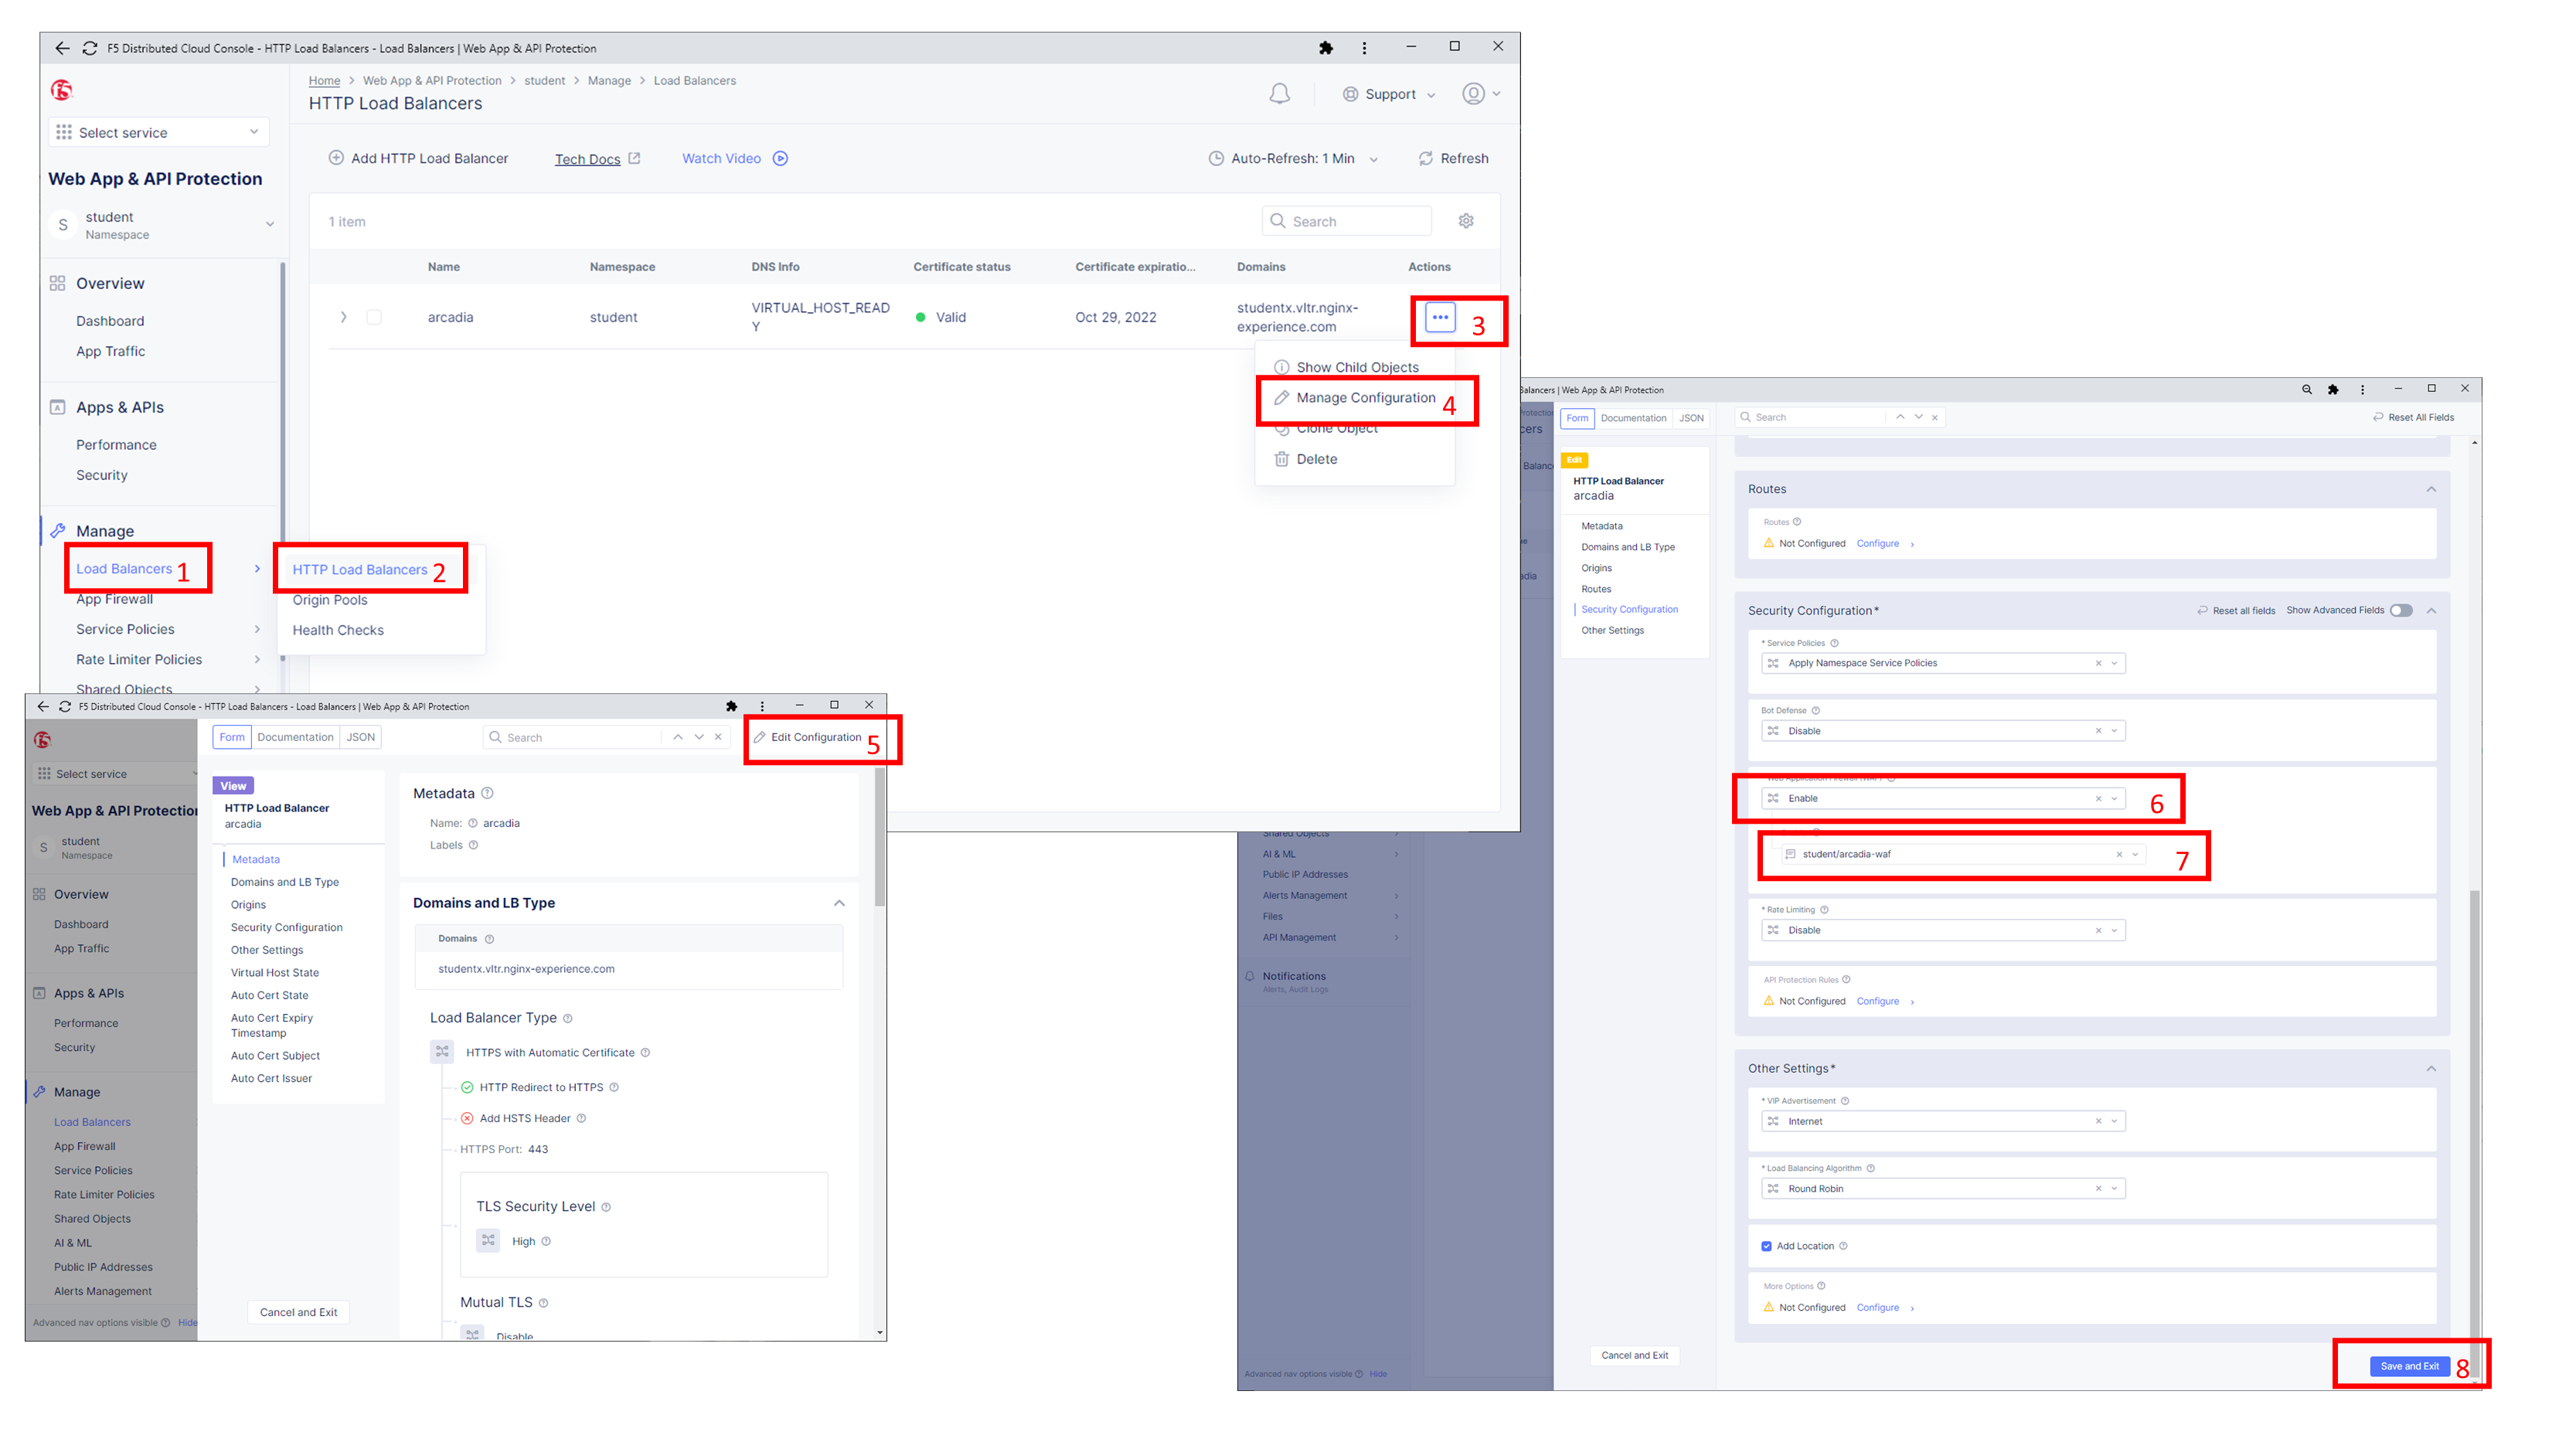 F5 Distributed Cloud Console - HTTP Load Balancers - Load Balancers | Web App & API Protection
Home > Web App & API Protection > student > Manage > Load Balancers
HTTP Load Balancers
Support
Select service
Web App & API Protection
S student
Namespace
Overview
Dashboard
App Traffic
Apps & APIs
Performance
Security
Manage
Load Balancers 1
App Firewall
Service Policies
Rate Limiter Policies
Shared Objects
HTTP Load Balancers 2
Origin Pools
Health Checks
Add HTTP Load Balancer Tech Docs Watch Video Auto-Refresh: 1 Min Refresh
1 item Search
Name Namespace DNS Info Certificate status Certificate expiratio... Domains Actions
arcadia student VIRTUAL_HOST_READ Valid Oct 29, 2022 studentx.vltr.nginx- ... 3
Y experience.com
Show Child Objects
Manage Configuration 4
Clone Object
Delete
F5 Distributed Cloud Console - HTTP Load Balancers - Load Balancers | Web App & API Protection
Select service
Web App & API Protection
S student
Namespace
Overview
Dashboard
App Traffic
Apps & APIs
Performance
Security
Manage
Load Balancers
App Firewall
Service Policies
Rate Limiter Policies
Shared Objects
AI & ML
Public IP Addresses
Alerts Management
Advanced nav options visible Hide
Form Documentation JSON Search Edit Configuration 5
View
HTTP Load Balancer
arcadia
Metadata
Domains and LB Type
Origins
Security Configuration
Other Settings
Virtual Host State
Auto Cert State
Auto Cert Expiry
Timestamp
Auto Cert Subject
Auto Cert Issuer
Cancel and Exit
Metadata
Name: arcadia
Labels
Domains and LB Type
Domains
studentx.vltr.nginx-experience.com
Load Balancer Type
HTTPS with Automatic Certificate
HTTP Redirect to HTTPS
Add HSTS Header
HTTPS Port: 443
TLS Security Level
High
Mutual TLS
Disable
Balancers | Web App & API Protection
Shared Objects
AI & ML
Public IP Addresses
Alerts Management
Files
API Management
Notifications
Alerts, Audit Logs
Advanced nav options visible Hide
Form Documentation JSON Search Reset All Fields
Edit
HTTP Load Balancer
arcadia
Metadata
Domains and LB Type
Origins
Routes
Security Configuration
Other Settings
Cancel and Exit
Routes
Routes
Not Configured Configure
Security Configuration* Reset all fields Show Advanced Fields
* Service Policies
Apply Namespace Service Policies
Bot Defense
Disable
Web Application Firewall (WAF)
Enable 6
student/arcadia-waf 7
* Rate Limiting
Disable
API Protection Rules
Not Configured Configure
Other Settings*
* VIP Advertisement
Internet
* Load Balancing Algorithm
Round Robin
Add Location
More Options
Not Configured Configure
Save and Exit 8